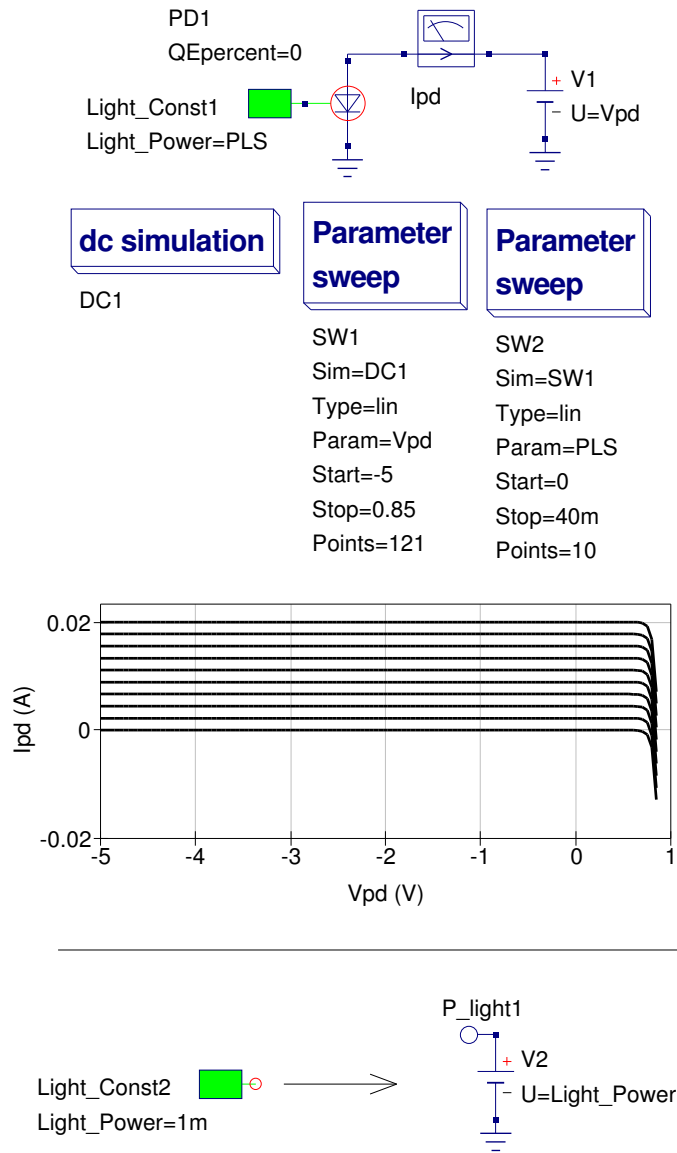 PD1
QEpercent=0
Light_Const1
Light_Power=PLS
Ipd
+ V1
− U=Vpd
dc simulation
DC1
Parameter
sweep
SW1
Sim=DC1
Type=lin
Param=Vpd
Start=-5
Stop=0.85
Points=121
Parameter
sweep
SW2
Sim=SW1
Type=lin
Param=PLS
Start=0
Stop=40m
Points=10
0.02
0
-0.02
Ipd (A)
-5 -4 -3 -2 -1 0 1
Vpd (V)
Light_Const2
Light_Power=1m
P_light1
+ V2
− U=Light_Power